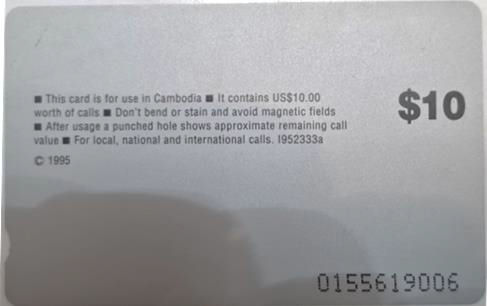 ■ This card is for use in Cambodia ■ It contains US$10.00
worth of calls ■ Don't bend or stain and avoid magnetic fields
■ After usage a punched hole shows approximate remaining call
value ■ For local, national and international calls. I952333a
© 1995
$10
0155619006